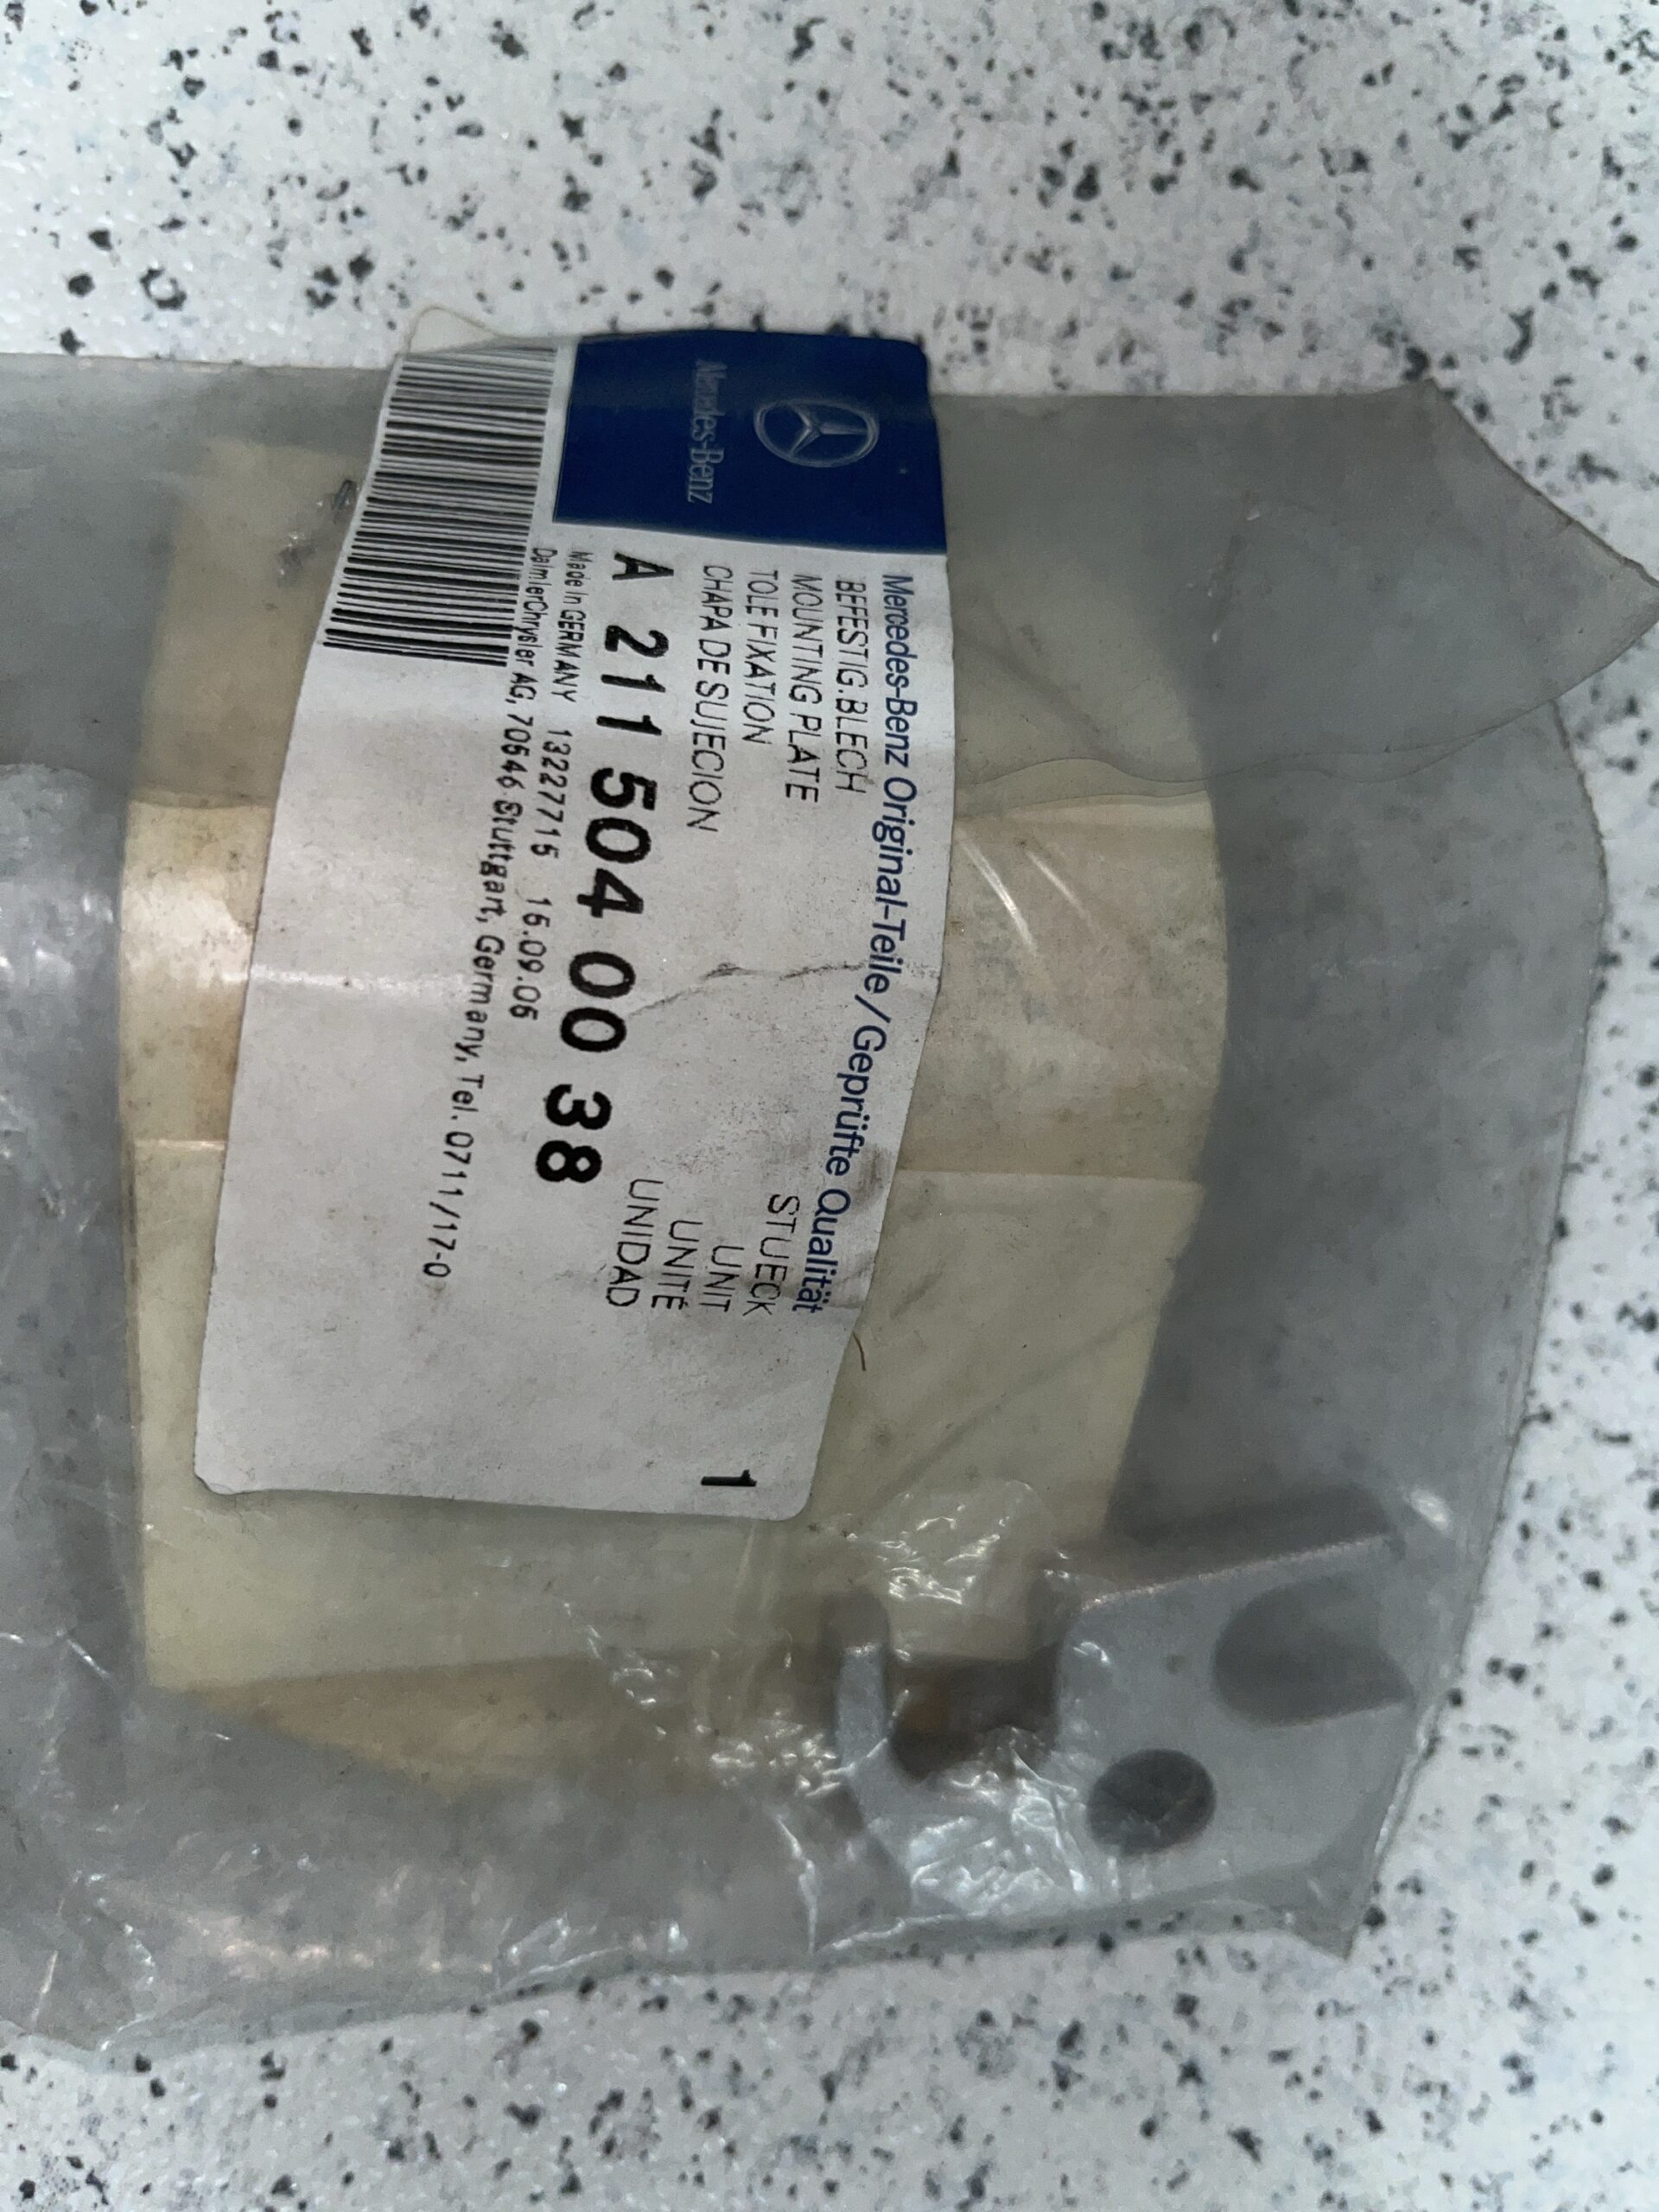 Mercedes-Benz
Mercedes-Benz Original-Teile/Geprüfte Qualität
BEFESTIG.BLECH STUECK
MOUNTING PLATE UNIT
TOLE FIXATION UNITÉ
CHAPA DE SUJECION UNIDAD
1
A 211 504 00 38
Made in GERMANY 13227715 15.09.06
DaimlerChrysler AG, 70546 Stuttgart, Germany, Tel. 0711/17-0